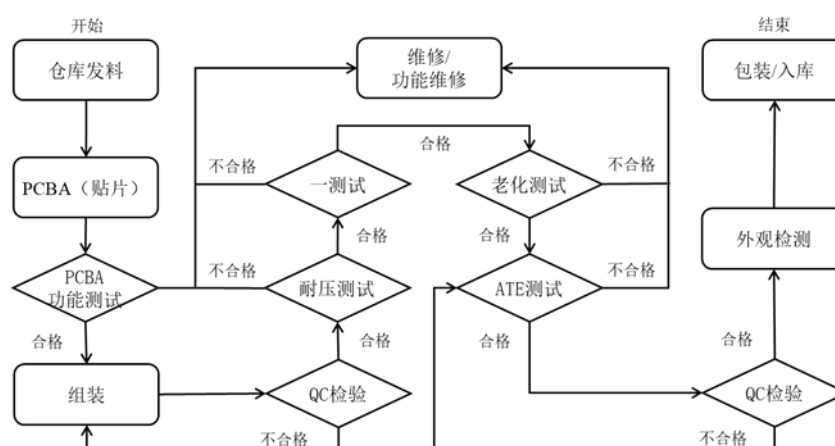 开始
结束
仓库发料
维修/
功能维修
包装/入库
合格
不合格
不合格
PCBA（贴片）
一测试
老化测试
合格
合格
外观检测
PCBA
功能测试
不合格
耐压测试
ATE测试
不合格
合格
合格
合格
合格
组装
QC检验
QC检验
不合格
不合格